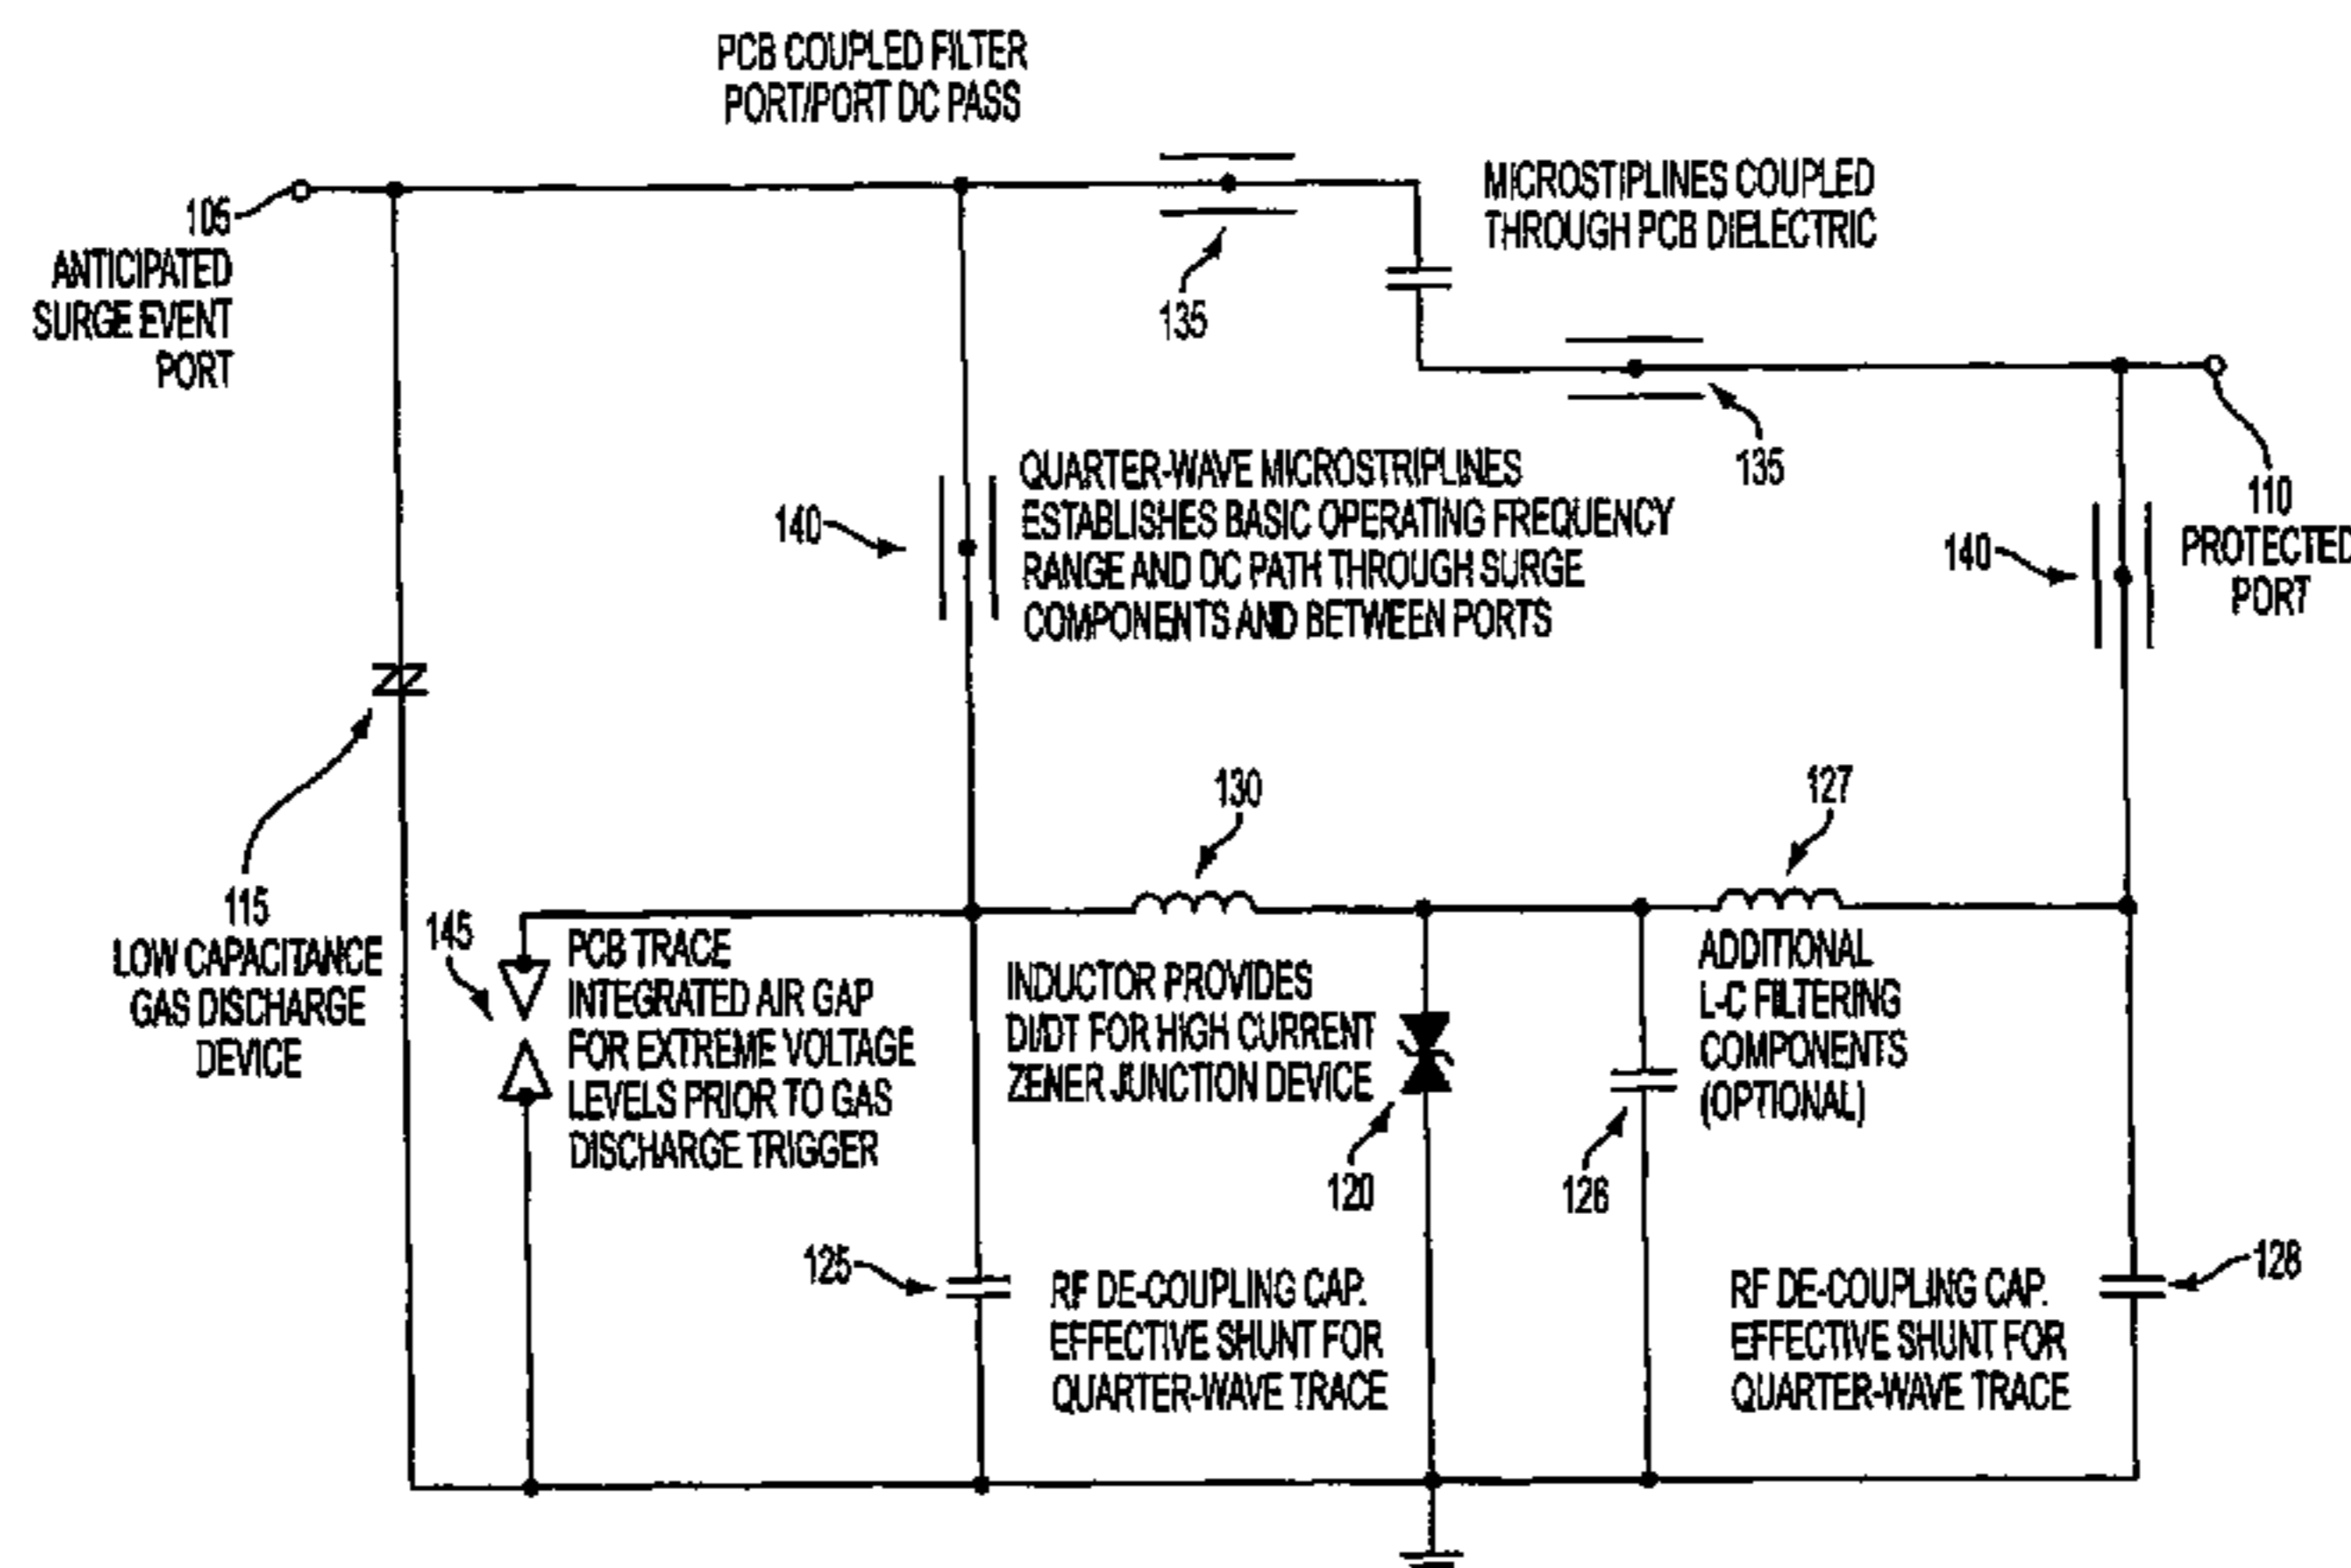 PCB COUPLED FILTER
PORT/PORT DC PASS
MICROSTIPLINES COUPLED
THROUGH PCB DIELECTRIC
105
ANTICIPATED
SURGE EVENT
PORT
135
135
110
PROTECTED
PORT
140
QUARTER-WAVE MICROSTRIPLINES
ESTABLISHES BASIC OPERATING FREQUENCY
RANGE AND DC PATH THROUGH SURGE
COMPONENTS AND BETWEEN PORTS
140
130
127
115
LOW CAPACITANCE
GAS DISCHARGE
DEVICE
145
PCB TRACE
INTEGRATED AIR GAP
FOR EXTREME VOLTAGE
LEVELS PRIOR TO GAS
DISCHARGE TRIGGER
INDUCTOR PROVIDES
DI/DT FOR HIGH CURRENT
ZENER JUNCTION DEVICE
ADDITIONAL
L-C FILTERING
COMPONENTS
(OPTIONAL)
120
126
125
RF DE-COUPLING CAP.
EFFECTIVE SHUNT FOR
QUARTER-WAVE TRACE
RF DE-COUPLING CAP.
EFFECTIVE SHUNT FOR
QUARTER-WAVE TRACE
128